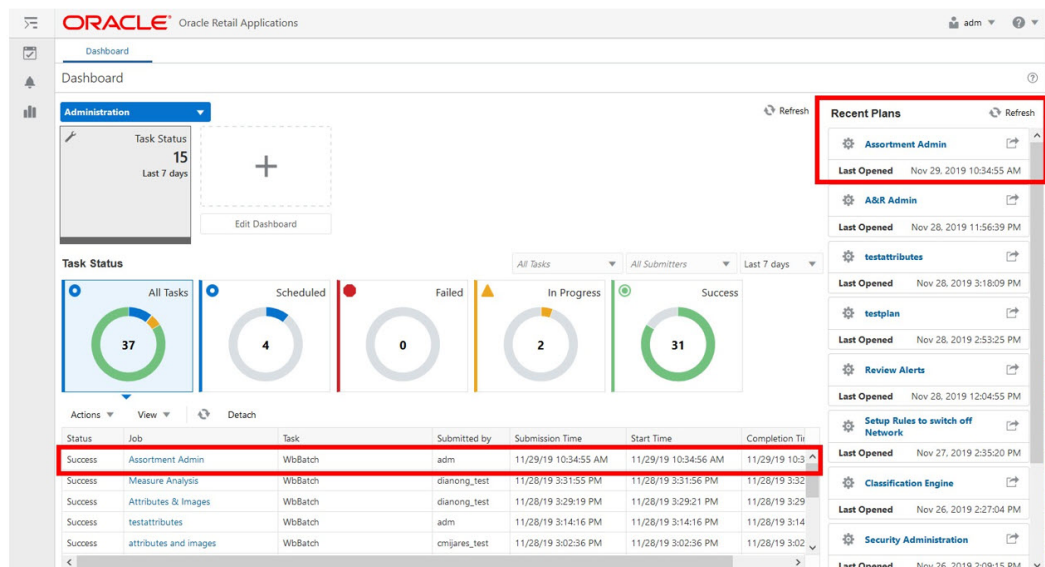 ORACLE® Oracle Retail Applications
adm
Dashboard
Dashboard
Administration
Refresh
Task Status
15
Last 7 days
Edit Dashboard
Task Status
All Tasks
All Submitters
Last 7 days
All Tasks
37
Scheduled
4
Failed
0
In Progress
2
Success
31
Actions View Detach
Status Job Task Submitted by Submission Time Start Time Completion Tir
Success Assortment Admin WbBatch adm 11/29/19 10:34:55 AM 11/29/19 10:34:56 AM 11/29/19 10:3
Success Measure Analysis WbBatch dianong_test 11/28/19 3:31:55 PM 11/28/19 3:31:56 PM 11/28/19 3:32
Success Attributes & Images WbBatch dianong_test 11/28/19 3:29:19 PM 11/28/19 3:29:21 PM 11/28/19 3:29
Success testattributes WbBatch adm 11/28/19 3:14:16 PM 11/28/19 3:14:16 PM 11/28/19 3:14
Success attributes and images WbBatch cmijares_test 11/28/19 3:02:36 PM 11/28/19 3:02:36 PM 11/28/19 3:02
Recent Plans Refresh
Assortment Admin
Last Opened Nov 29, 2019 10:34:55 AM
A&R Admin
Last Opened Nov 28, 2019 11:56:39 PM
testattributes
Last Opened Nov 28, 2019 3:18:09 PM
testplan
Last Opened Nov 28, 2019 2:53:25 PM
Review Alerts
Last Opened Nov 28, 2019 12:04:55 PM
Setup Rules to switch off
Network
Last Opened Nov 27, 2019 2:35:20 PM
Classification Engine
Last Opened Nov 26, 2019 2:27:04 PM
Security Administration
Last Opened Nov 26, 2019 2:09:15 PM